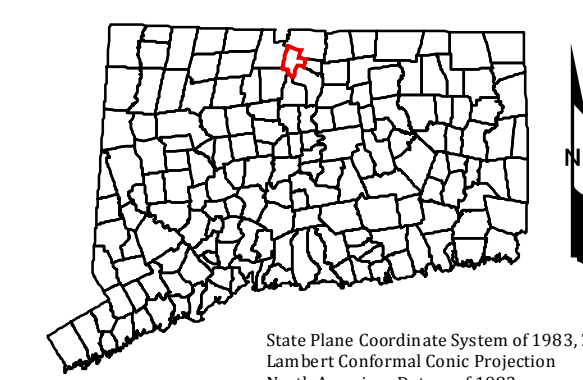 N
State Plane Coordinate System of 1983,
Lambert Conformal Conic Projection